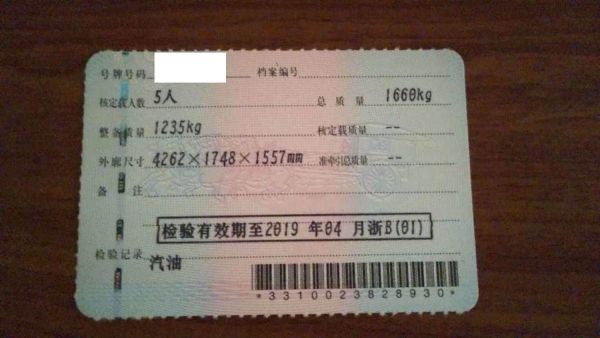 号牌号码 档案编号
核定载人数 5人 总质量 1660kg
整备质量 1235kg 核定载质量 --
外廓尺寸 4262×1748×1557mm 准牵引总质量 --
备注
检验有效期至2019 年04 月浙B(01)
检验记录
汽油
*3310023828930*